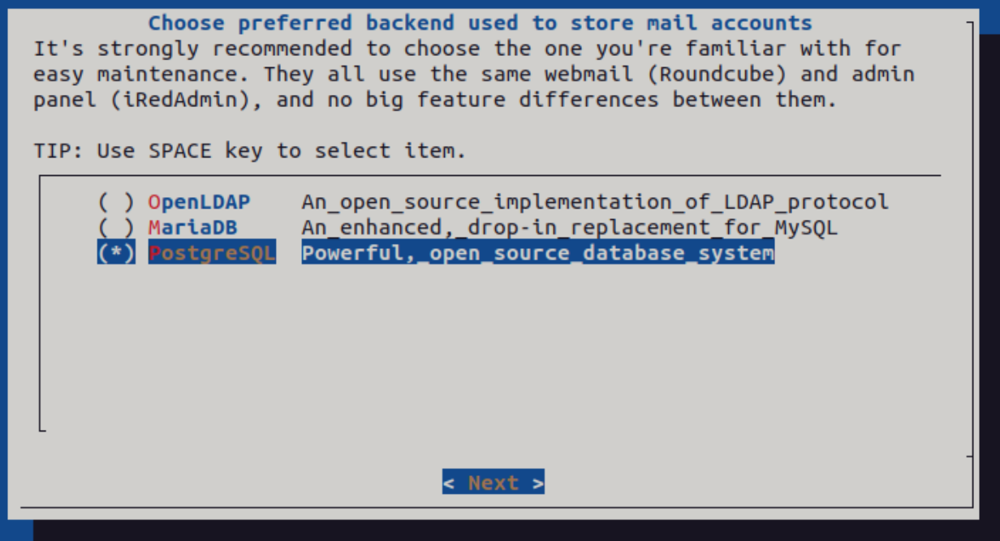 Choose preferred backend used to store mail accounts
It's strongly recommended to choose the one you're familiar with for
easy maintenance. They all use the same webmail (Roundcube) and admin
panel (iRedAdmin), and no big feature differences between them.
TIP: Use SPACE key to select item.
( ) OpenLDAP An_open_source_implementation_of_LDAP_protocol
( ) MariaDB An_enhanced,_drop-in_replacement_for_MySQL
(*) PostgreSQL Powerful,_open_source_database_system
< Next >